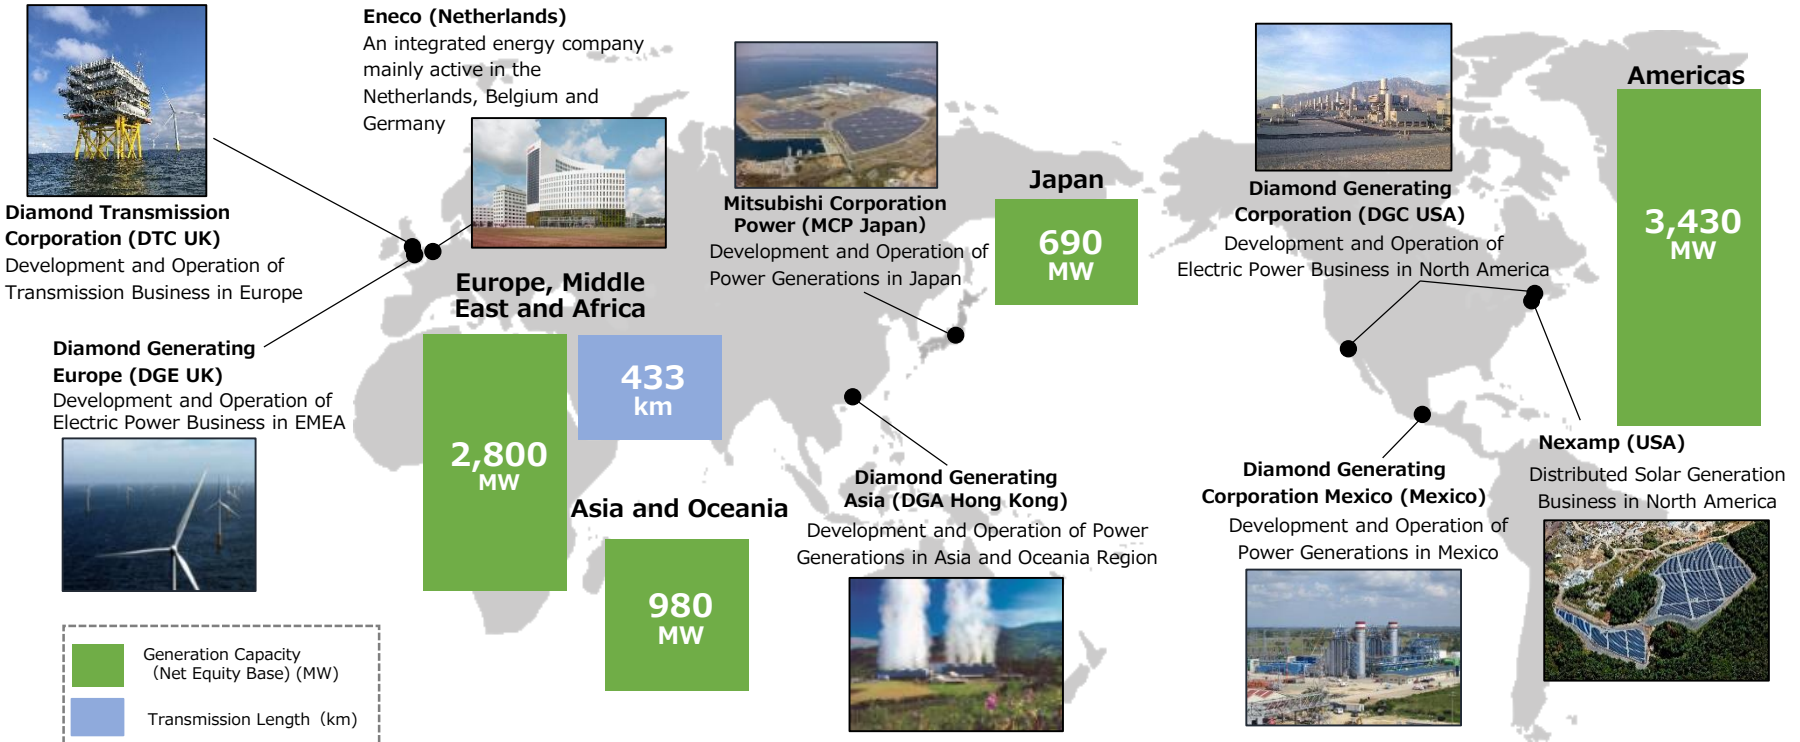 Eneco (Netherlands)
An integrated energy company
mainly active in the
Netherlands, Belgium and
Germany
Diamond Transmission
Corporation (DTC UK)
Development and Operation of
Transmission Business in Europe
Diamond Generating
Europe (DGE UK)
Development and Operation of
Electric Power Business in EMEA
Europe, Middle
East and Africa
2,800
MW
433
km
Asia and Oceania
980
MW
Mitsubishi Corporation
Power (MCP Japan)
Development and Operation of
Power Generations in Japan
Japan
690
MW
Diamond Generating
Asia (DGA Hong Kong)
Development and Operation of Power
Generations in Asia and Oceania Region
Diamond Generating
Corporation (DGC USA)
Development and Operation of
Electric Power Business in North America
Americas
3,430
MW
Diamond Generating
Corporation Mexico (Mexico)
Development and Operation of
Power Generations in Mexico
Nexamp (USA)
Distributed Solar Generation
Business in North America
Generation Capacity
(Net Equity Base) (MW)
Transmission Length (km)